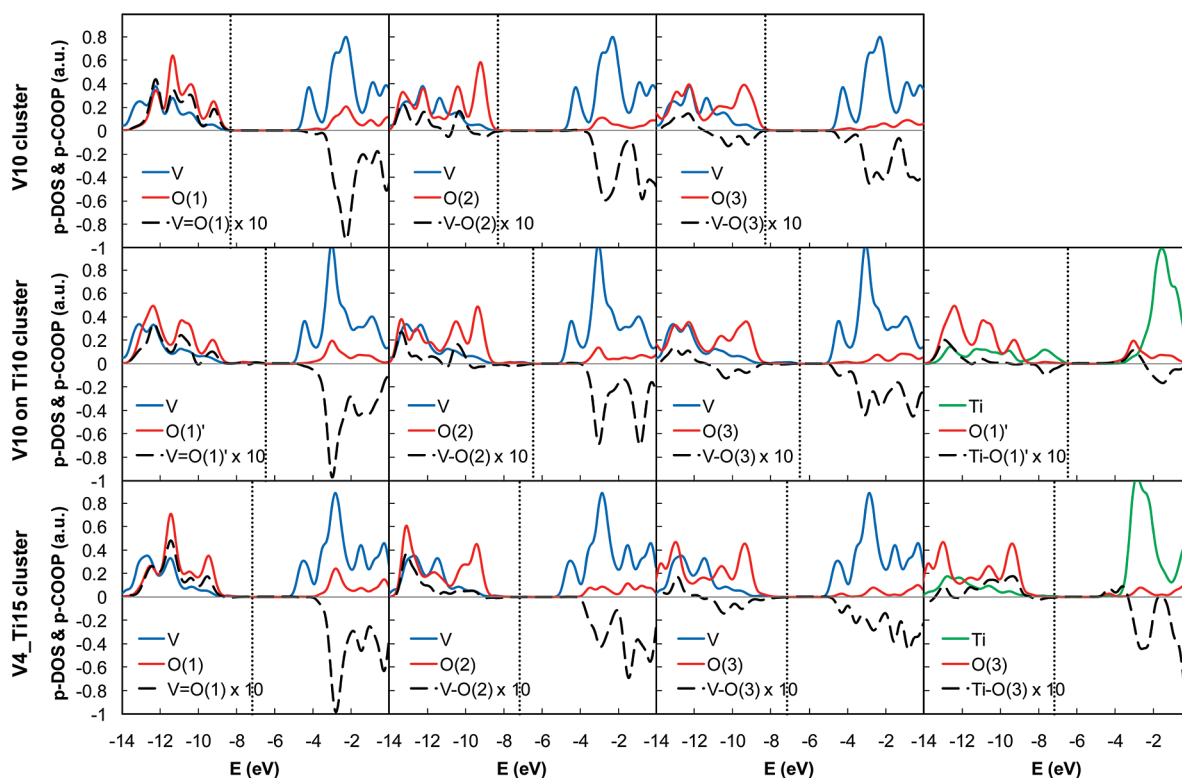 V10 cluster
p-DOS & p-COOP (a.u.)
0.8
0.6
0.4
0.2
0
-0.2
-0.4
-0.6
-0.8
V
O(1)
V=O(1) x 10
V
O(2)
V-O(2) x 10
V
O(3)
V-O(3) x 10
V10 on Ti10 cluster
p-DOS & p-COOP (a.u.)
-1
0.8
0.6
0.4
0.2
0
-0.2
-0.4
-0.6
-0.8
V
O(1)'
V=O(1)' x 10
V
O(2)
V-O(2) x 10
V
O(3)
V-O(3) x 10
Ti
O(1)'
Ti-O(1)' x 10
V4_Ti15 cluster
p-DOS & p-COOP (a.u.)
-1
0.8
0.6
0.4
0.2
0
-0.2
-0.4
-0.6
-0.8
-1
V
O(1)
V=O(1) x 10
V
O(2)
V-O(2) x 10
V
O(3)
V-O(3) x 10
Ti
O(3)
Ti-O(3) x 10
-14 -12 -10 -8 -6 -4 -2 -14 -12 -10 -8 -6 -4 -2 -14 -12 -10 -8 -6 -4 -2 -14 -12 -10 -8 -6 -4 -2
E (eV) E (eV) E (eV) E (eV)